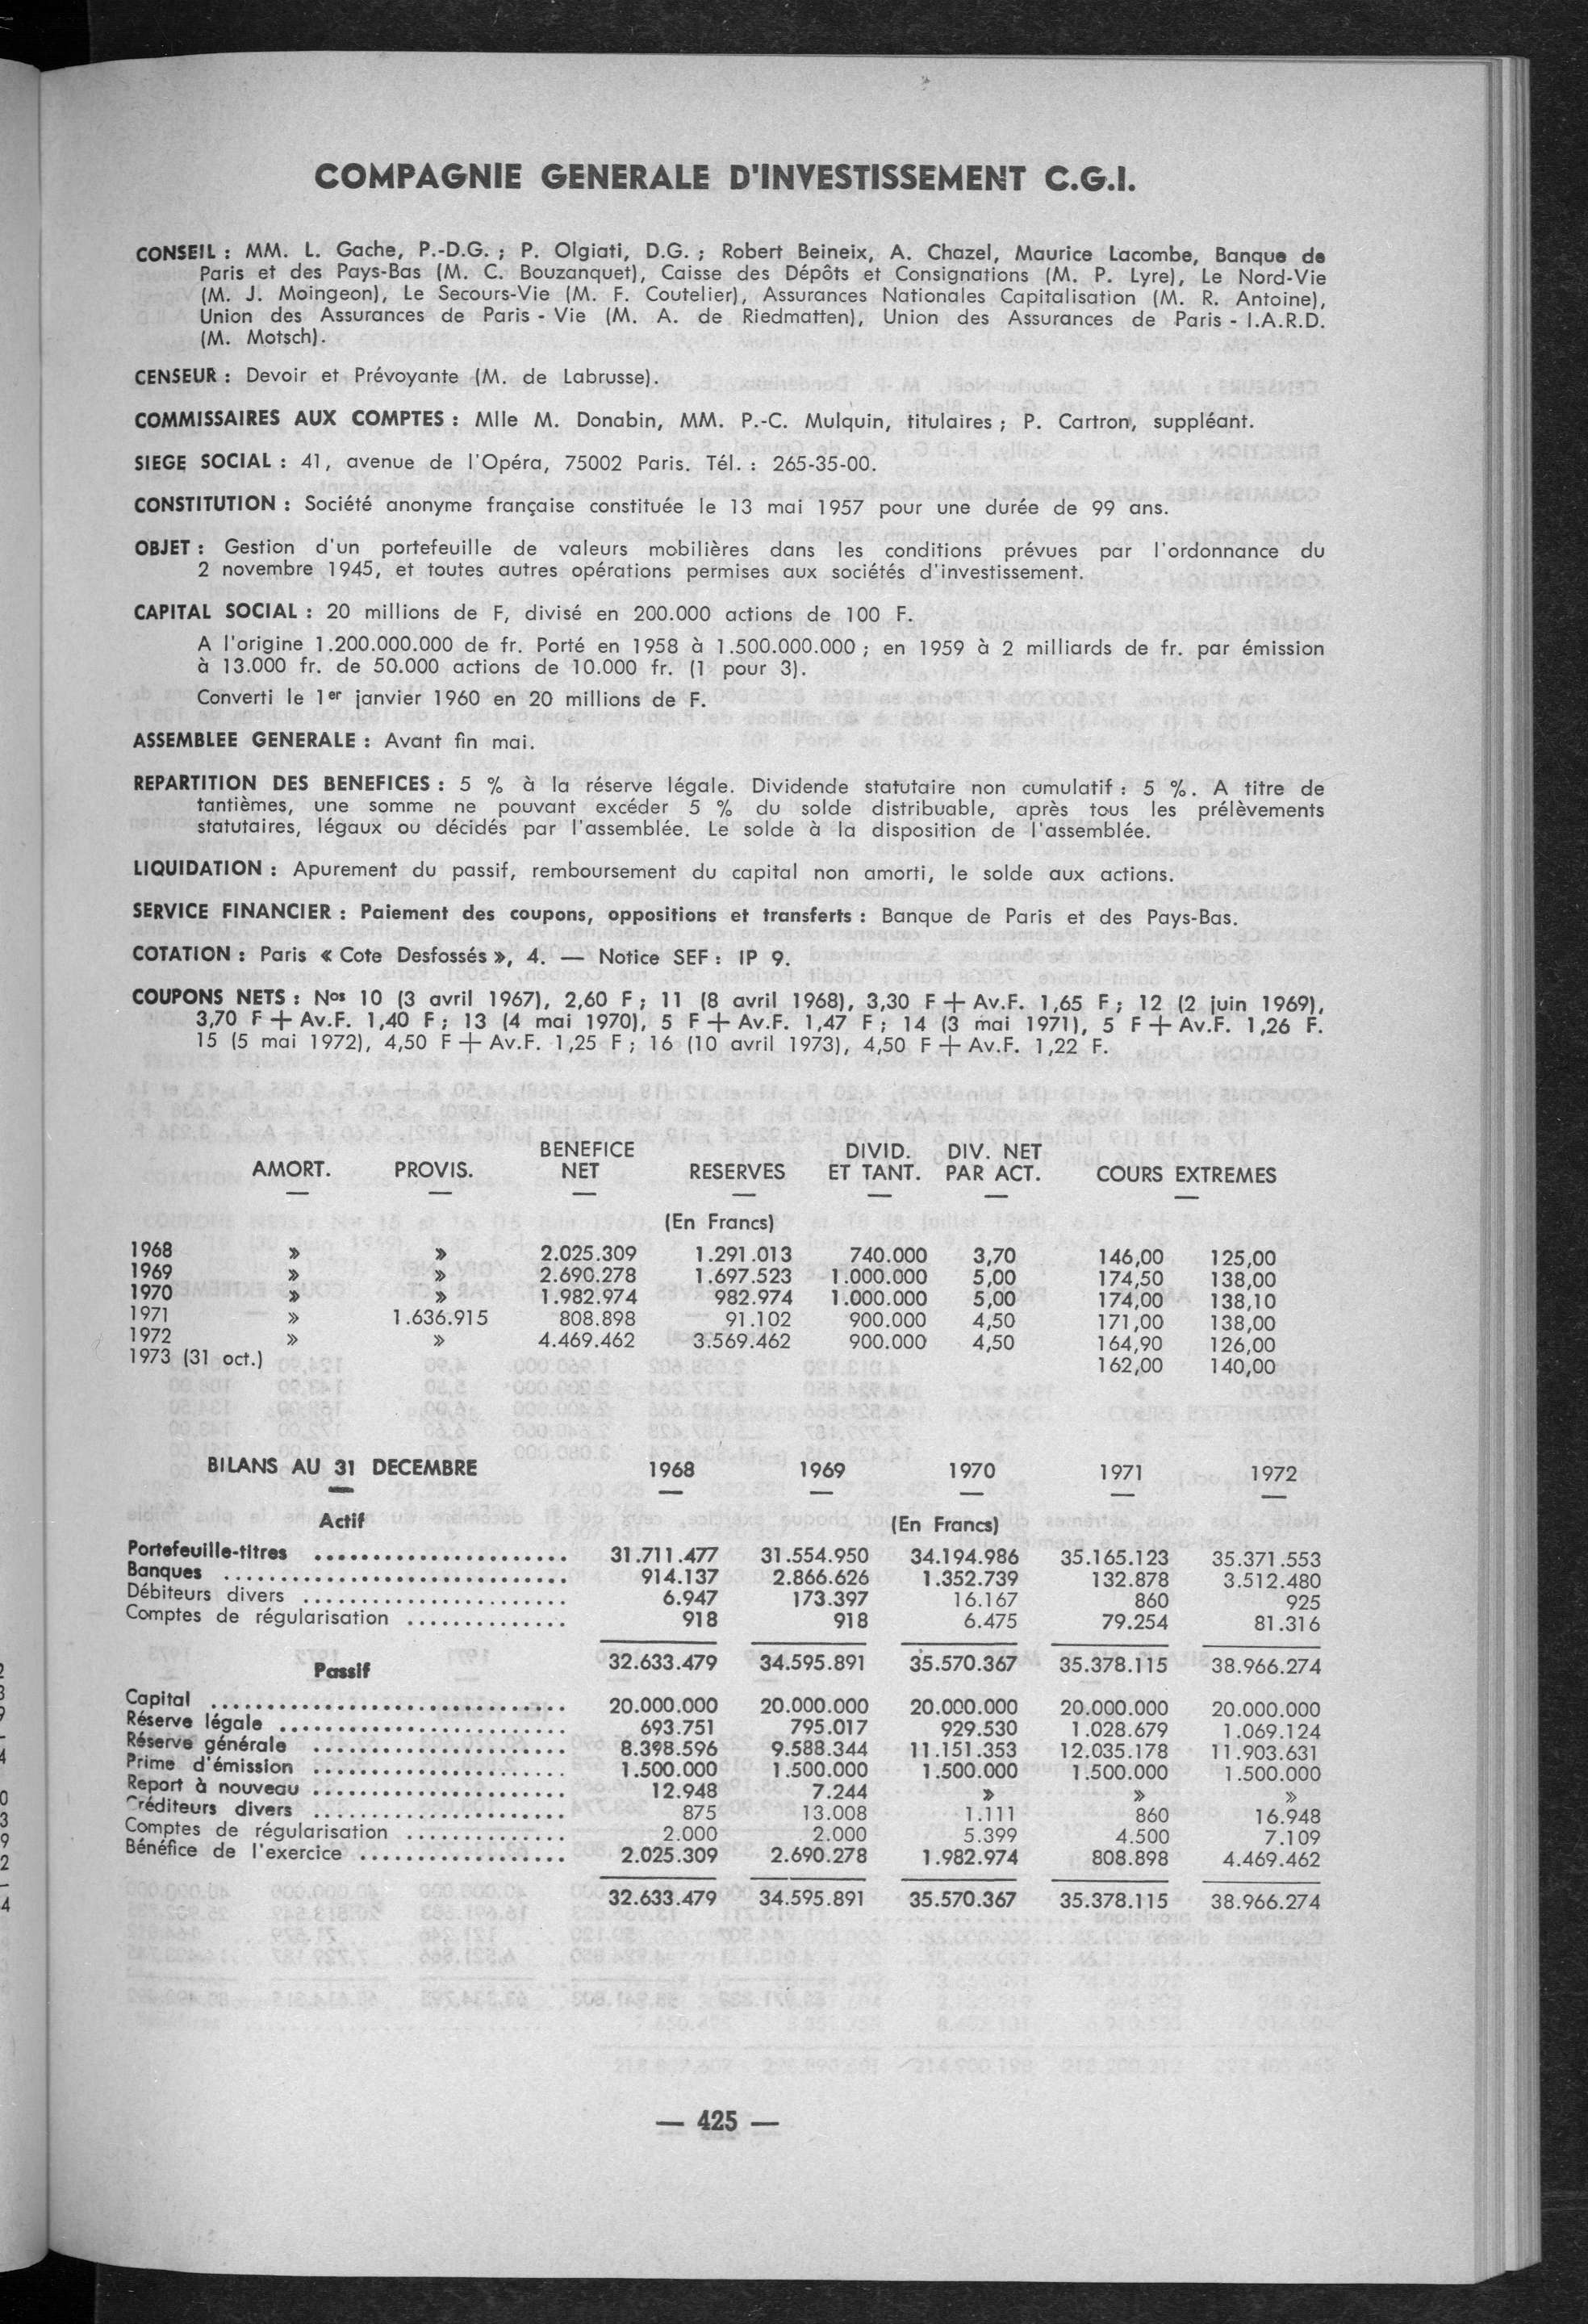 COMPAGNIE GENERALE D'INVESTISSEMENT C.G.I.
CONSEIL : MM. L. Gache, P.-D.G. ; P. Olgiati, D.G. ; Robert Beineix, A. Chazel, Maurice Lacombe, Banque de
Paris et des Pays-Bas (M. C. Bouzanquet), Caisse des Dépôts et Consignations (M. P. Lyre), Le Nord-Vie
(M. J. Moingeon), Le Secours-Vie (M. F. Coutelier), Assurances Nationales Capitalisation (M. R. Antoine),
Union des Assurances de Paris - Vie (M. A. de Riedmatten), Union des Assurances de Paris - I.A.R.D.
(M. Motsch).
CENSEUR : Devoir et Prévoyante (M. de Labrusse).
COMMISSAIRES AUX COMPTES : Mlle M. Donabin, MM. P.-C. Mulquin, titulaires ; P. Cartron, suppléant.
SIEGE SOCIAL : 41, avenue de l'Opéra, 75002 Paris. Tél. : 265-35-00.
CONSTITUTION : Société anonyme française constituée le 13 mai 1957 pour une durée de 99 ans.
OBJET : Gestion d'un portefeuille de valeurs mobilières dans les conditions prévues par l'ordonnance du
2 novembre 1945, et toutes autres opérations permises aux sociétés d'investissement.
CAPITAL SOCIAL : 20 millions de F, divisé en 200.000 actions de 100 F.
A l'origine 1.200.000.000 de fr. Porté en 1958 à 1.500.000.000 ; en 1959 à 2 milliards de fr. par émission
à 13.000 fr. de 50.000 actions de 10.000 fr. (1 pour 3).
Converti le 1er janvier 1960 en 20 millions de F.
ASSEMBLEE GENERALE : Avant fin mai.
REPARTITION DES BENEFICES : 5 % à la réserve légale. Dividende statutaire non cumulatif : 5 %. A titre de
tantièmes, une somme ne pouvant excéder 5 % du solde distribuable, après tous les prélèvements
statutaires, légaux ou décidés par l'assemblée. Le solde à la disposition de l'assemblée.
LIQUIDATION : Apurement du passif, remboursement du capital non amorti, le solde aux actions.
SERVICE FINANCIER : Paiement des coupons, oppositions et transferts : Banque de Paris et des Pays-Bas.
COTATION : Paris « Cote Desfossés », 4. — Notice SEF : IP 9.
COUPONS NETS : Nos 10 (3 avril 1967), 2,60 F ; 11 (8 avril 1968), 3,30 F + Av.F. 1,65 F ; 12 (2 juin 1969),
3,70 F + Av.F. 1,40 F ; 13 (4 mai 1970), 5 F + Av.F. 1,47 F ; 14 (3 mai 1971), 5 F + Av.F. 1,26 F.
15 (5 mai 1972), 4,50 F + Av.F. 1,25 F ; 16 (10 avril 1973), 4,50 F + Av.F. 1,22 F.
BENEFICE DIVID. DIV. NET
AMORT. PROVIS. NET RESERVES ET TANT. PAR ACT. COURS EXTREMES
— — — — — — —
(En Francs)
1968 » » 2.025.309 1.291.013 740.000 3,70 146,00 125,00
1969 » » 2.690.278 1.697.523 1.000.000 5,00 174,50 138,00
1970 » » 1.982.974 982.974 1.000.000 5,00 174,00 138,10
1971 » 1.636.915 808.898 91.102 900.000 4,50 171,00 138,00
1972 » » 4.469.462 3.569.462 900.000 4,50 164,90 126,00
1973 (31 oct.) 162,00 140,00
BILANS AU 31 DECEMBRE 1968 1969 1970 1971 1972
— — — — — —
Actif (En Francs)
Portefeuille-titres ...................... 31.711.477 31.554.950 34.194.986 35.165.123 35.371.553
Banques .............................. 914.137 2.866.626 1.352.739 132.878 3.512.480
Débiteurs divers ....................... 6.947 173.397 16.167 860 925
Comptes de régularisation .............. 918 918 6.475 79.254 81.316
32.633.479 34.595.891 35.570.367 35.378.115 38.966.274
Passif
Capital ............................... 20.000.000 20.000.000 20.000.000 20.000.000 20.000.000
Réserve légale ......................... 693.751 795.017 929.530 1.028.679 1.069.124
Réserve générale ...................... 8.398.596 9.588.344 11.151.353 12.035.178 11.903.631
Prime d'émission ...................... 1.500.000 1.500.000 1.500.000 1.500.000 1.500.000
Report à nouveau ...................... 12.948 7.244 » » »
Créditeurs divers ...................... 875 13.008 1.111 860 16.948
Comptes de régularisation .............. 2.000 2.000 5.399 4.500 7.109
Bénéfice de l'exercice .................. 2.025.309 2.690.278 1.982.974 808.898 4.469.462
32.633.479 34.595.891 35.570.367 35.378.115 38.966.274
— 425 —